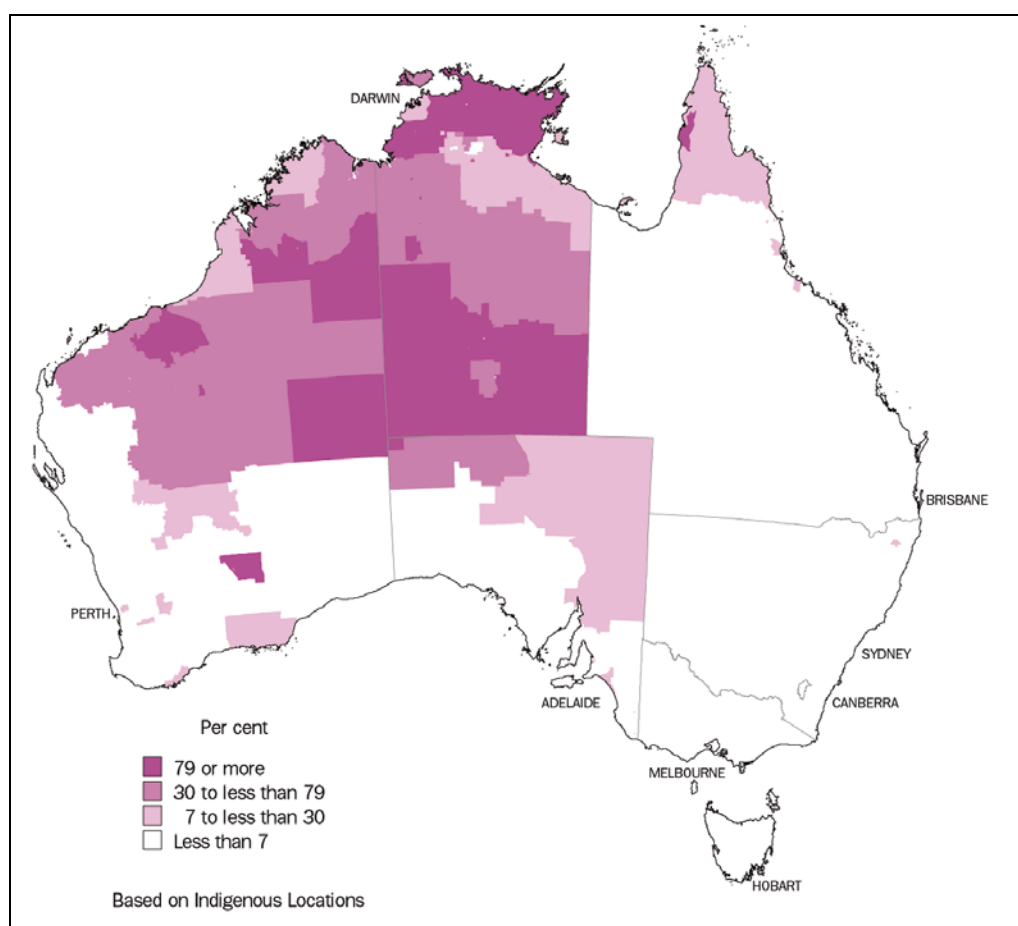 DARWIN
BRISBANE
PERTH
SYDNEY
ADELAIDE
CANBERRA
MELBOURNE
HOBART
Per cent
79 or more
30 to less than 79
7 to less than 30
Less than 7
Based on Indigenous Locations